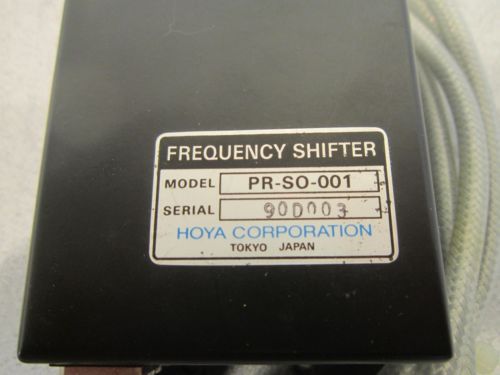 FREQUENCY SHIFTER
MODEL PR-SO-001
SERIAL 90D003
HOYA CORPORATION
TOKYO JAPAN